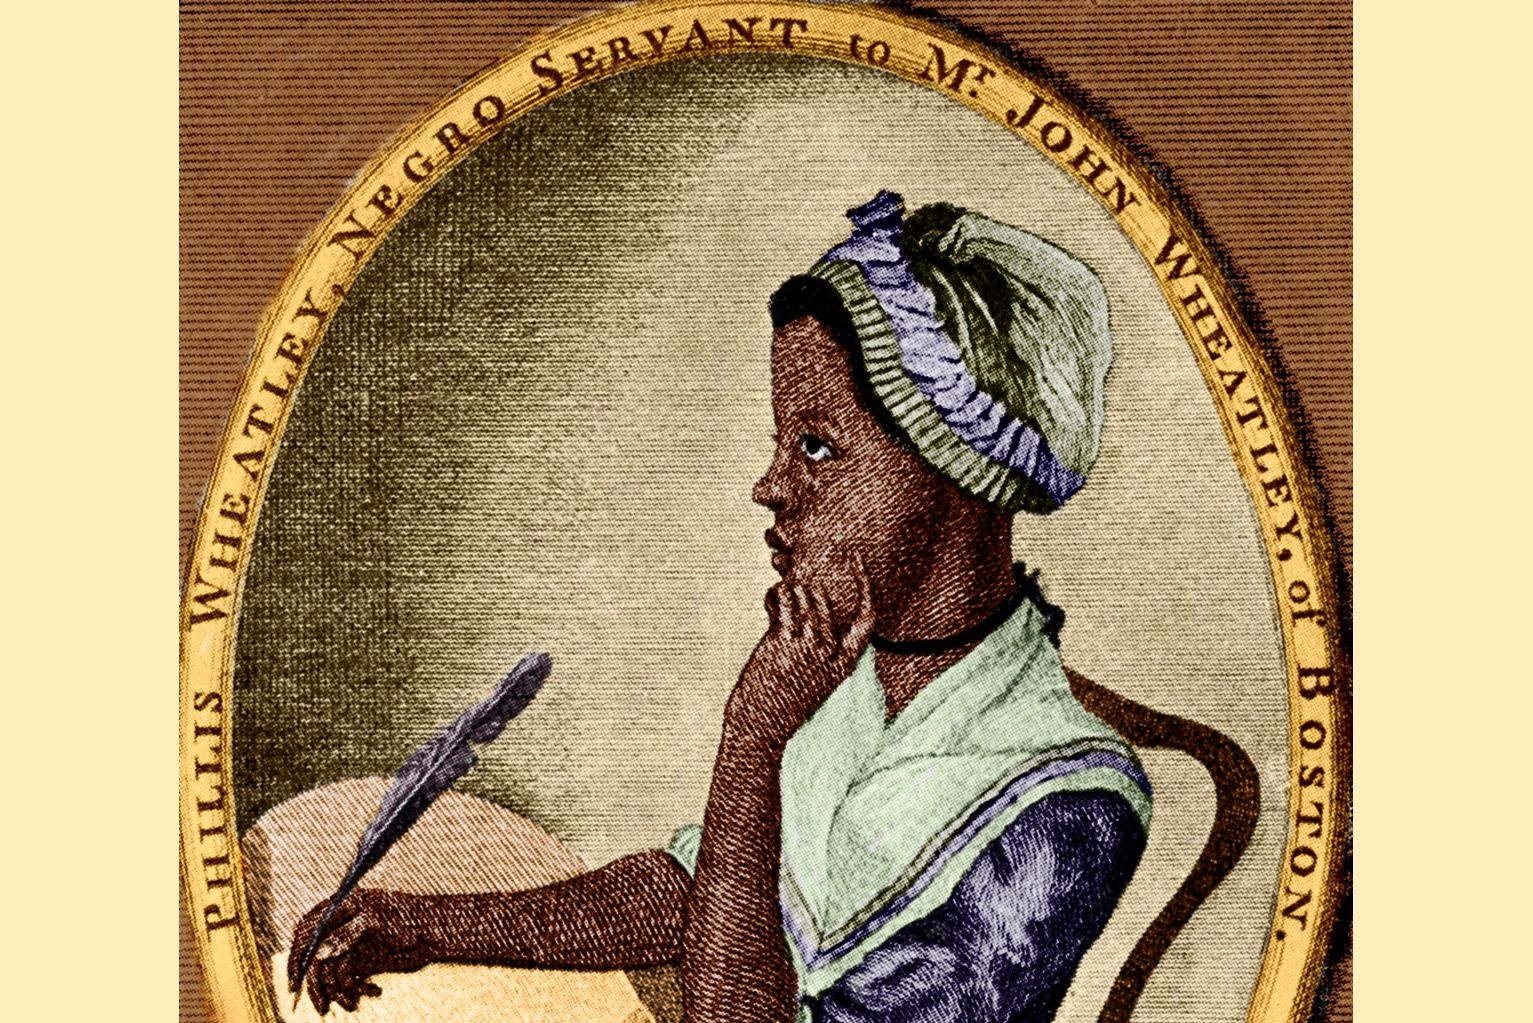 PHILLIS WHEATLEY, NEGRO SERVANT to Mr. JOHN WHEATLEY, of BOSTON.